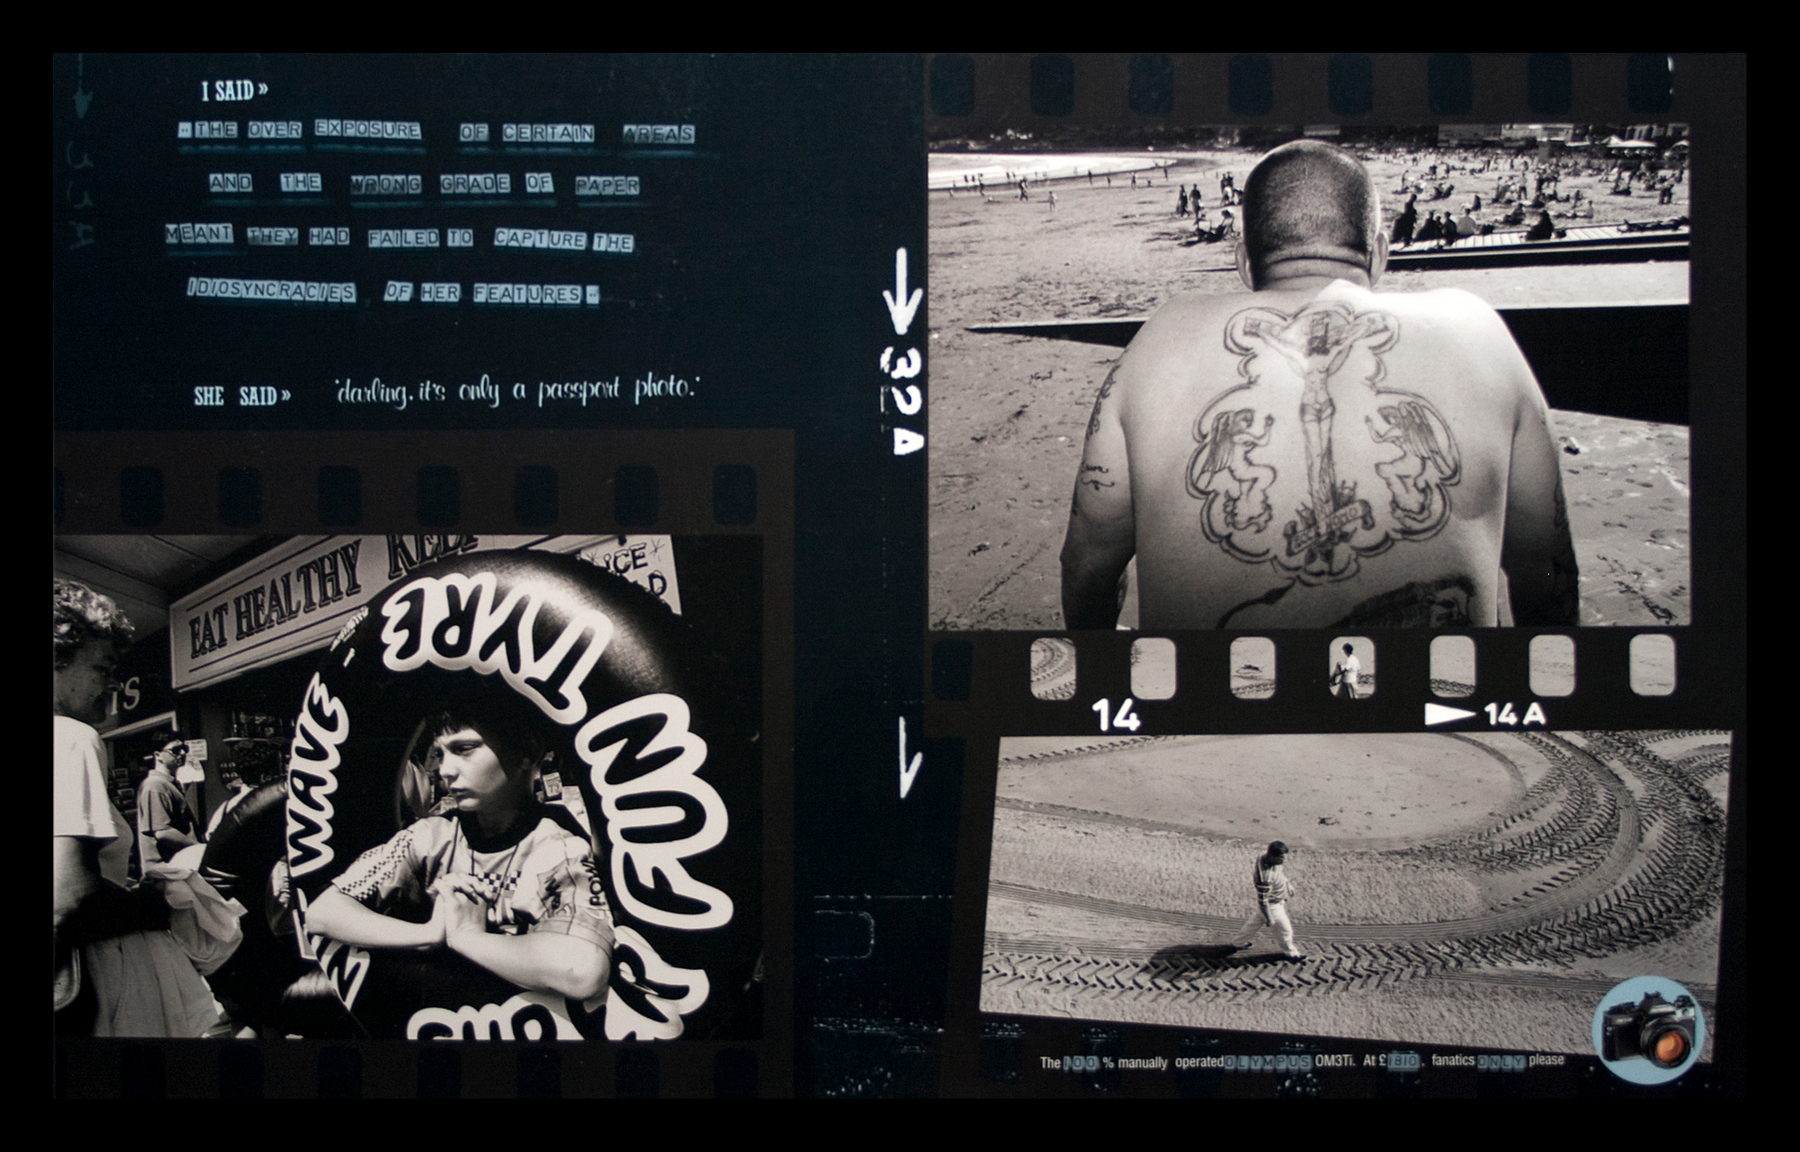 I SAID »
"THE OVER EXPOSURE OF CERTAIN AREAS
AND THE WRONG GRADE OF PAPER
MEANT THEY HAD FAILED TO CAPTURE THE
IDIOSYNCRACIES OF HER FEATURES"
SHE SAID » 'darling, it's only a passport photo.'
33A
32A
EAT HEALTHY
TYRE
FUN
WAVE
14
14A
The 100 % manually operated OLYMPUS OM3Ti. At £1810, fanatics ONLY please